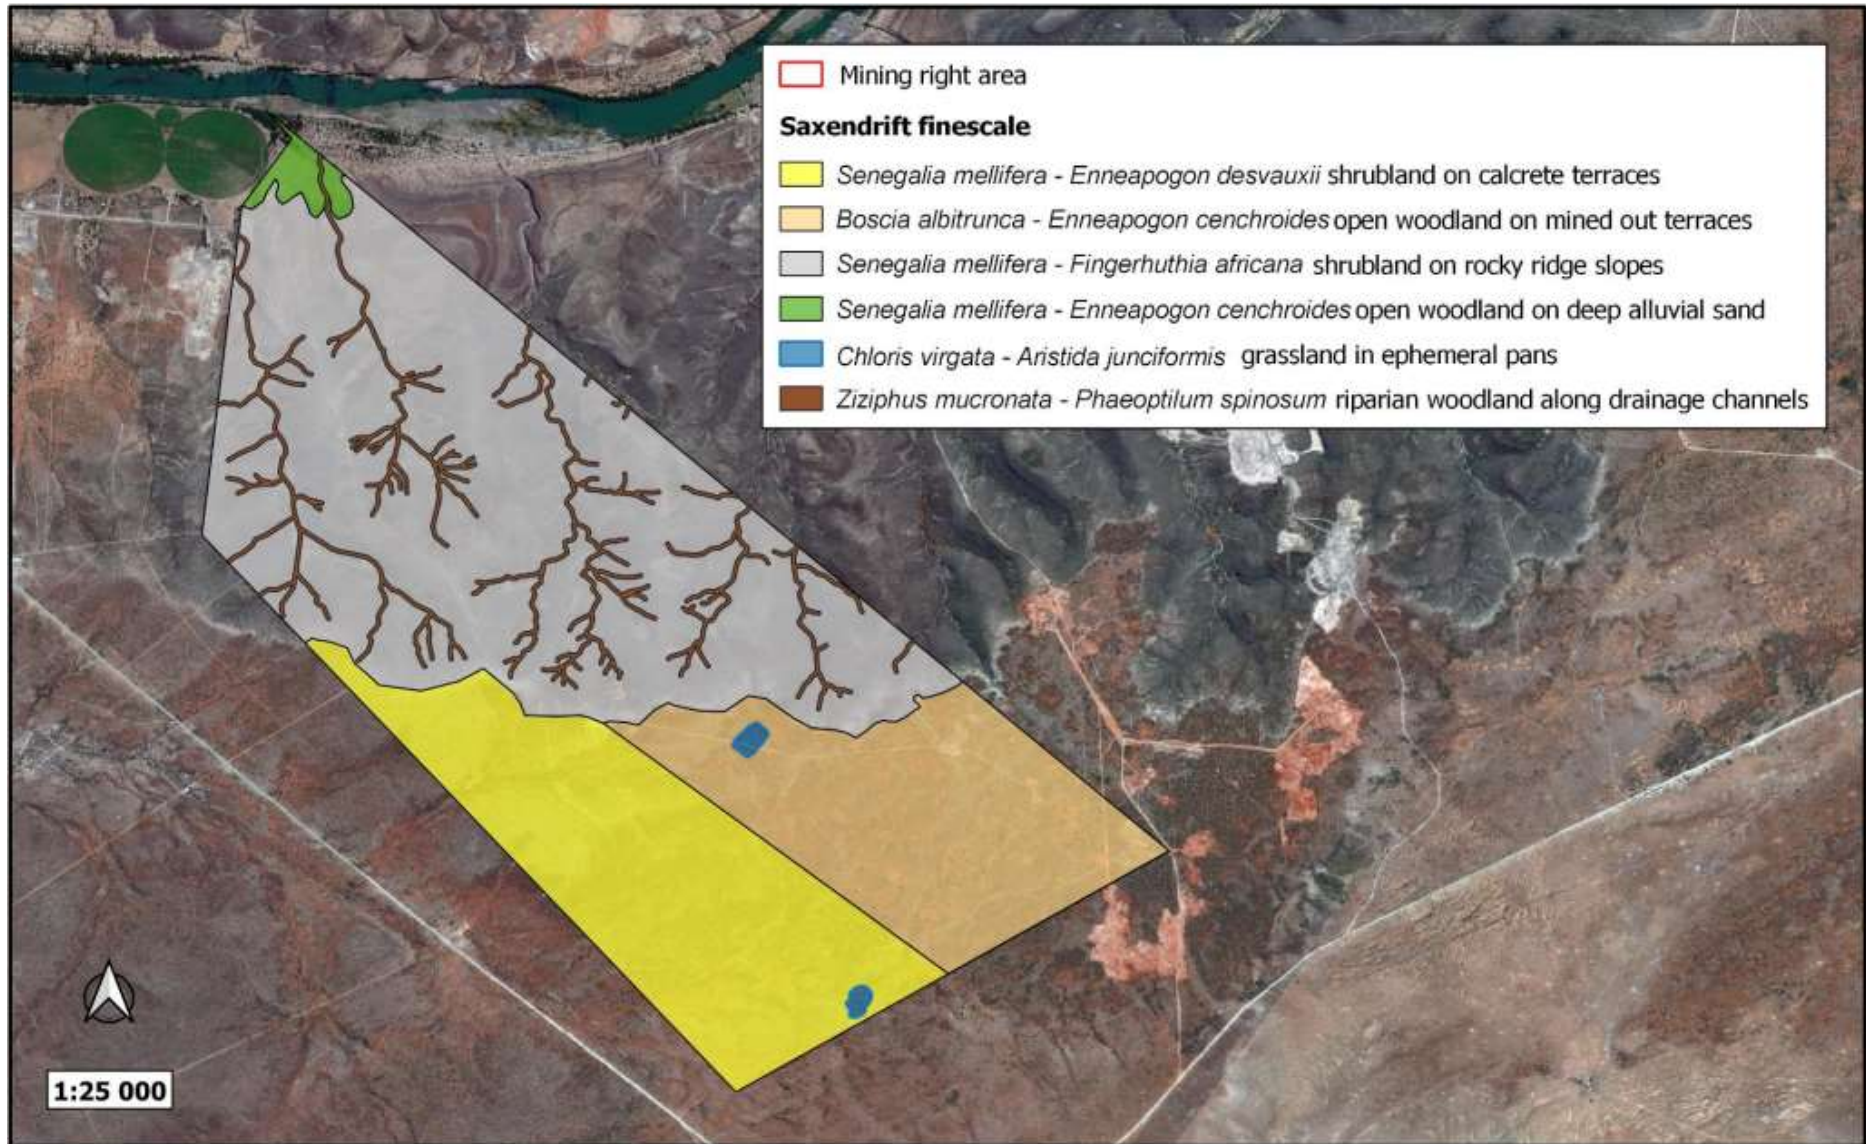 Mining right area
Saxendrift finescale
Senegalia mellifera - Enneapogon desvauxii shrubland on calcrete terraces
Boscia albitrunca - Enneapogon cenchroides open woodland on mined out terraces
Senegalia mellifera - Fingerhuthia africana shrubland on rocky ridge slopes
Senegalia mellifera - Enneapogon cenchroides open woodland on deep alluvial sand
Chloris virgata - Aristida junciformis grassland in ephemeral pans
Ziziphus mucronata - Phaeoptilum spinosum riparian woodland along drainage channels
1:25 000